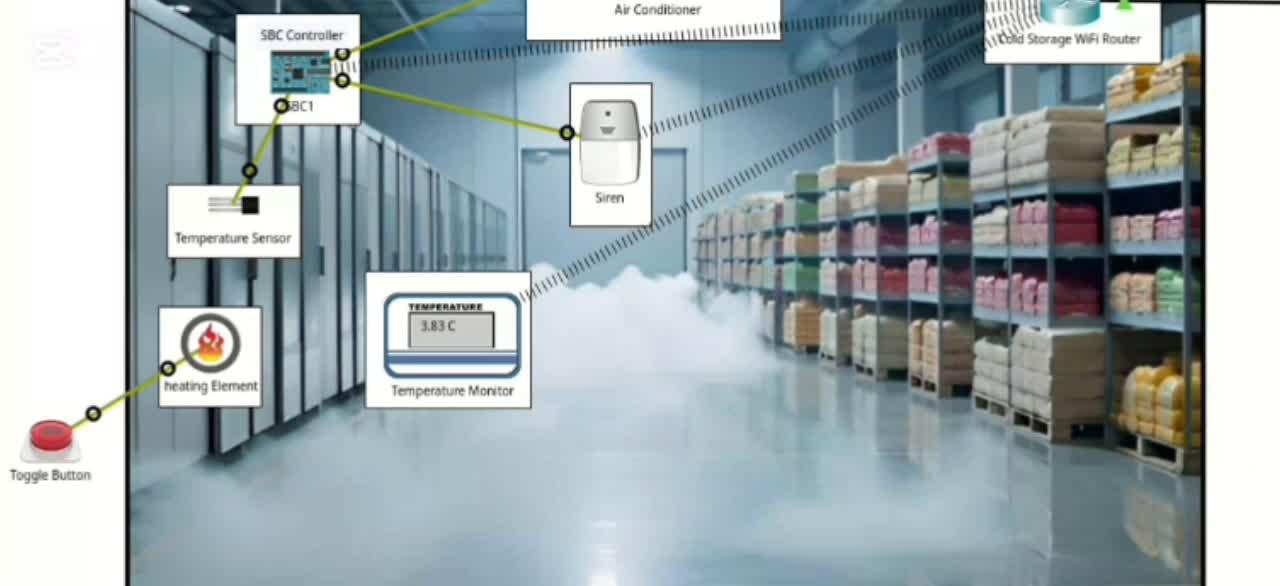 Air Conditioner
SBC Controller
Cold Storage WiFi Router
SBC1
Siren
Temperature Sensor
TEMPERATURE
3.83 C
heating Element
Temperature Monitor
Toggle Button